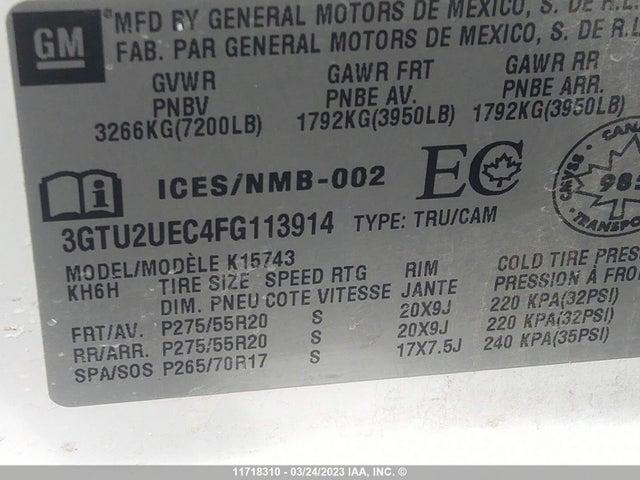 GM
MFD BY GENERAL MOTORS DE MEXICO, S. DE R.L.
FAB. PAR GENERAL MOTORS DE MEXICO, S. DE R.L
GVWR GAWR FRT GAWR RR
PNBV PNBE AV. PNBE ARR.
3266KG(7200LB) 1792KG(3950LB) 1792KG(3950LB)
ICES/NMB-002 EC
CANA
CMVSS
985
3GTU2UEC4FG113914 TYPE: TRU/CAM
MODEL/MODÈLE K15743
KH6H TIRE SIZE SPEED RTG RIM COLD TIRE PRES
DIM. PNEU COTE VITESSE JANTE PRESSION À FRO
FRT/AV. P275/55R20 S 20X9J 220 KPA(32PSI)
RR/ARR. P275/55R20 S 20X9J 220 KPA(32PSI)
SPA/SOS P265/70R17 S 17X7.5J 240 KPA(35PSI)
11718310 - 03/24/2023 IAA, INC. ©